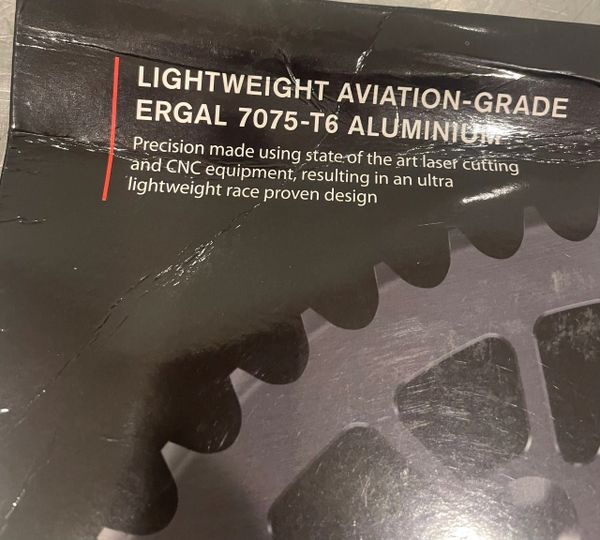 LIGHTWEIGHT AVIATION-GRADE
ERGAL 7075-T6 ALUMINIUM
Precision made using state of the art laser cutting
and CNC equipment, resulting in an ultra
lightweight race proven design